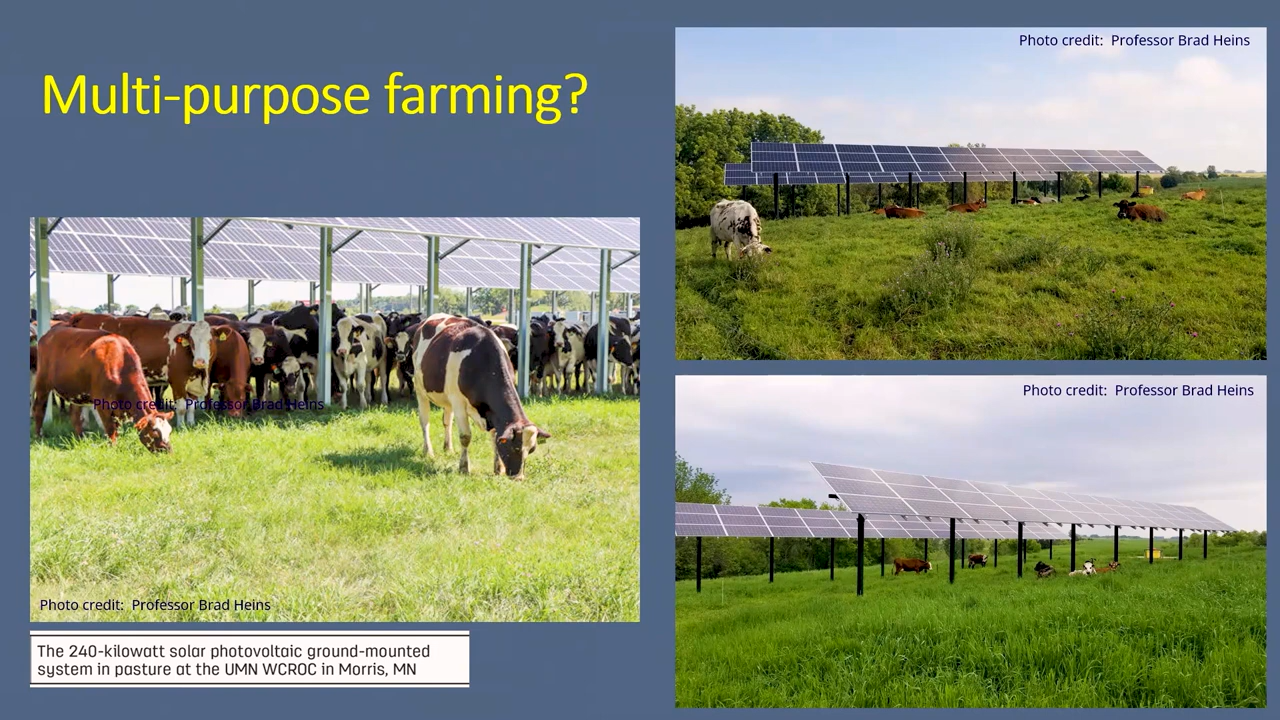 Multi-purpose farming?
Photo credit:  Professor Brad Heins
Photo credit:  Professor Brad Heins
The 240-kilowatt solar photovoltaic ground-mounted
system in pasture at the UMN WCROC in Morris, MN
Photo credit:  Professor Brad Heins
Photo credit:  Professor Brad Heins